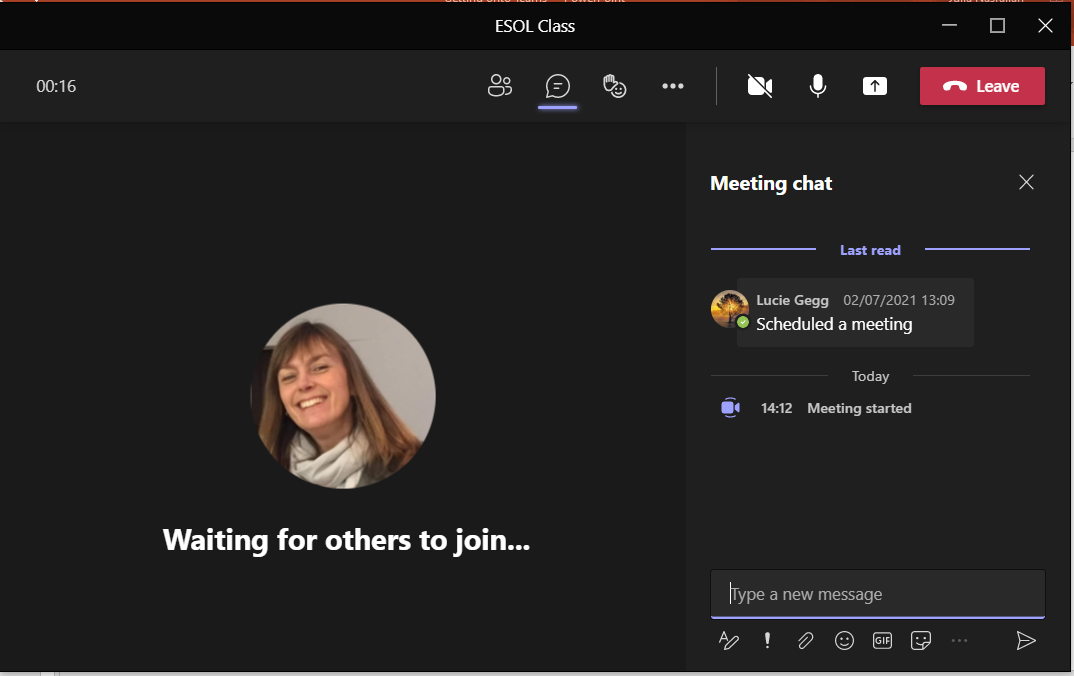 ESOL Class
00:16
Leave
Meeting chat
Last read
Lucie Gegg 02/07/2021 13:09
Scheduled a meeting
Today
14:12 Meeting started
Waiting for others to join...
Type a new message
GIF